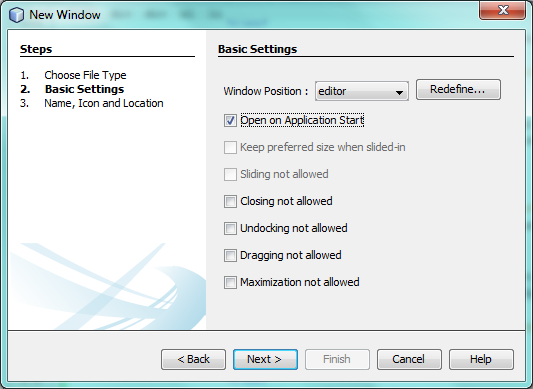 New Window
Steps
1. Choose File Type
2. Basic Settings
3. Name, Icon and Location
Basic Settings
Window Position : editor Redefine...
Open on Application Start
Keep preferred size when slided-in
Sliding not allowed
Closing not allowed
Undocking not allowed
Dragging not allowed
Maximization not allowed
< Back Next > Finish Cancel Help